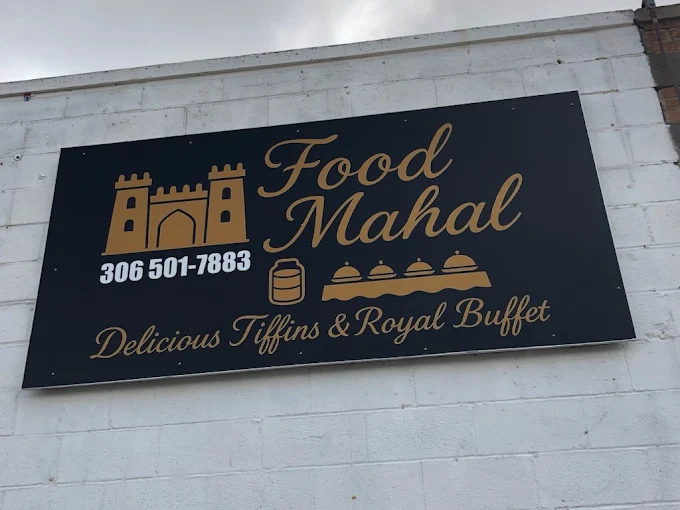 Food
Mahal
306 501-7883
Delicious Tiffins & Royal Buffet